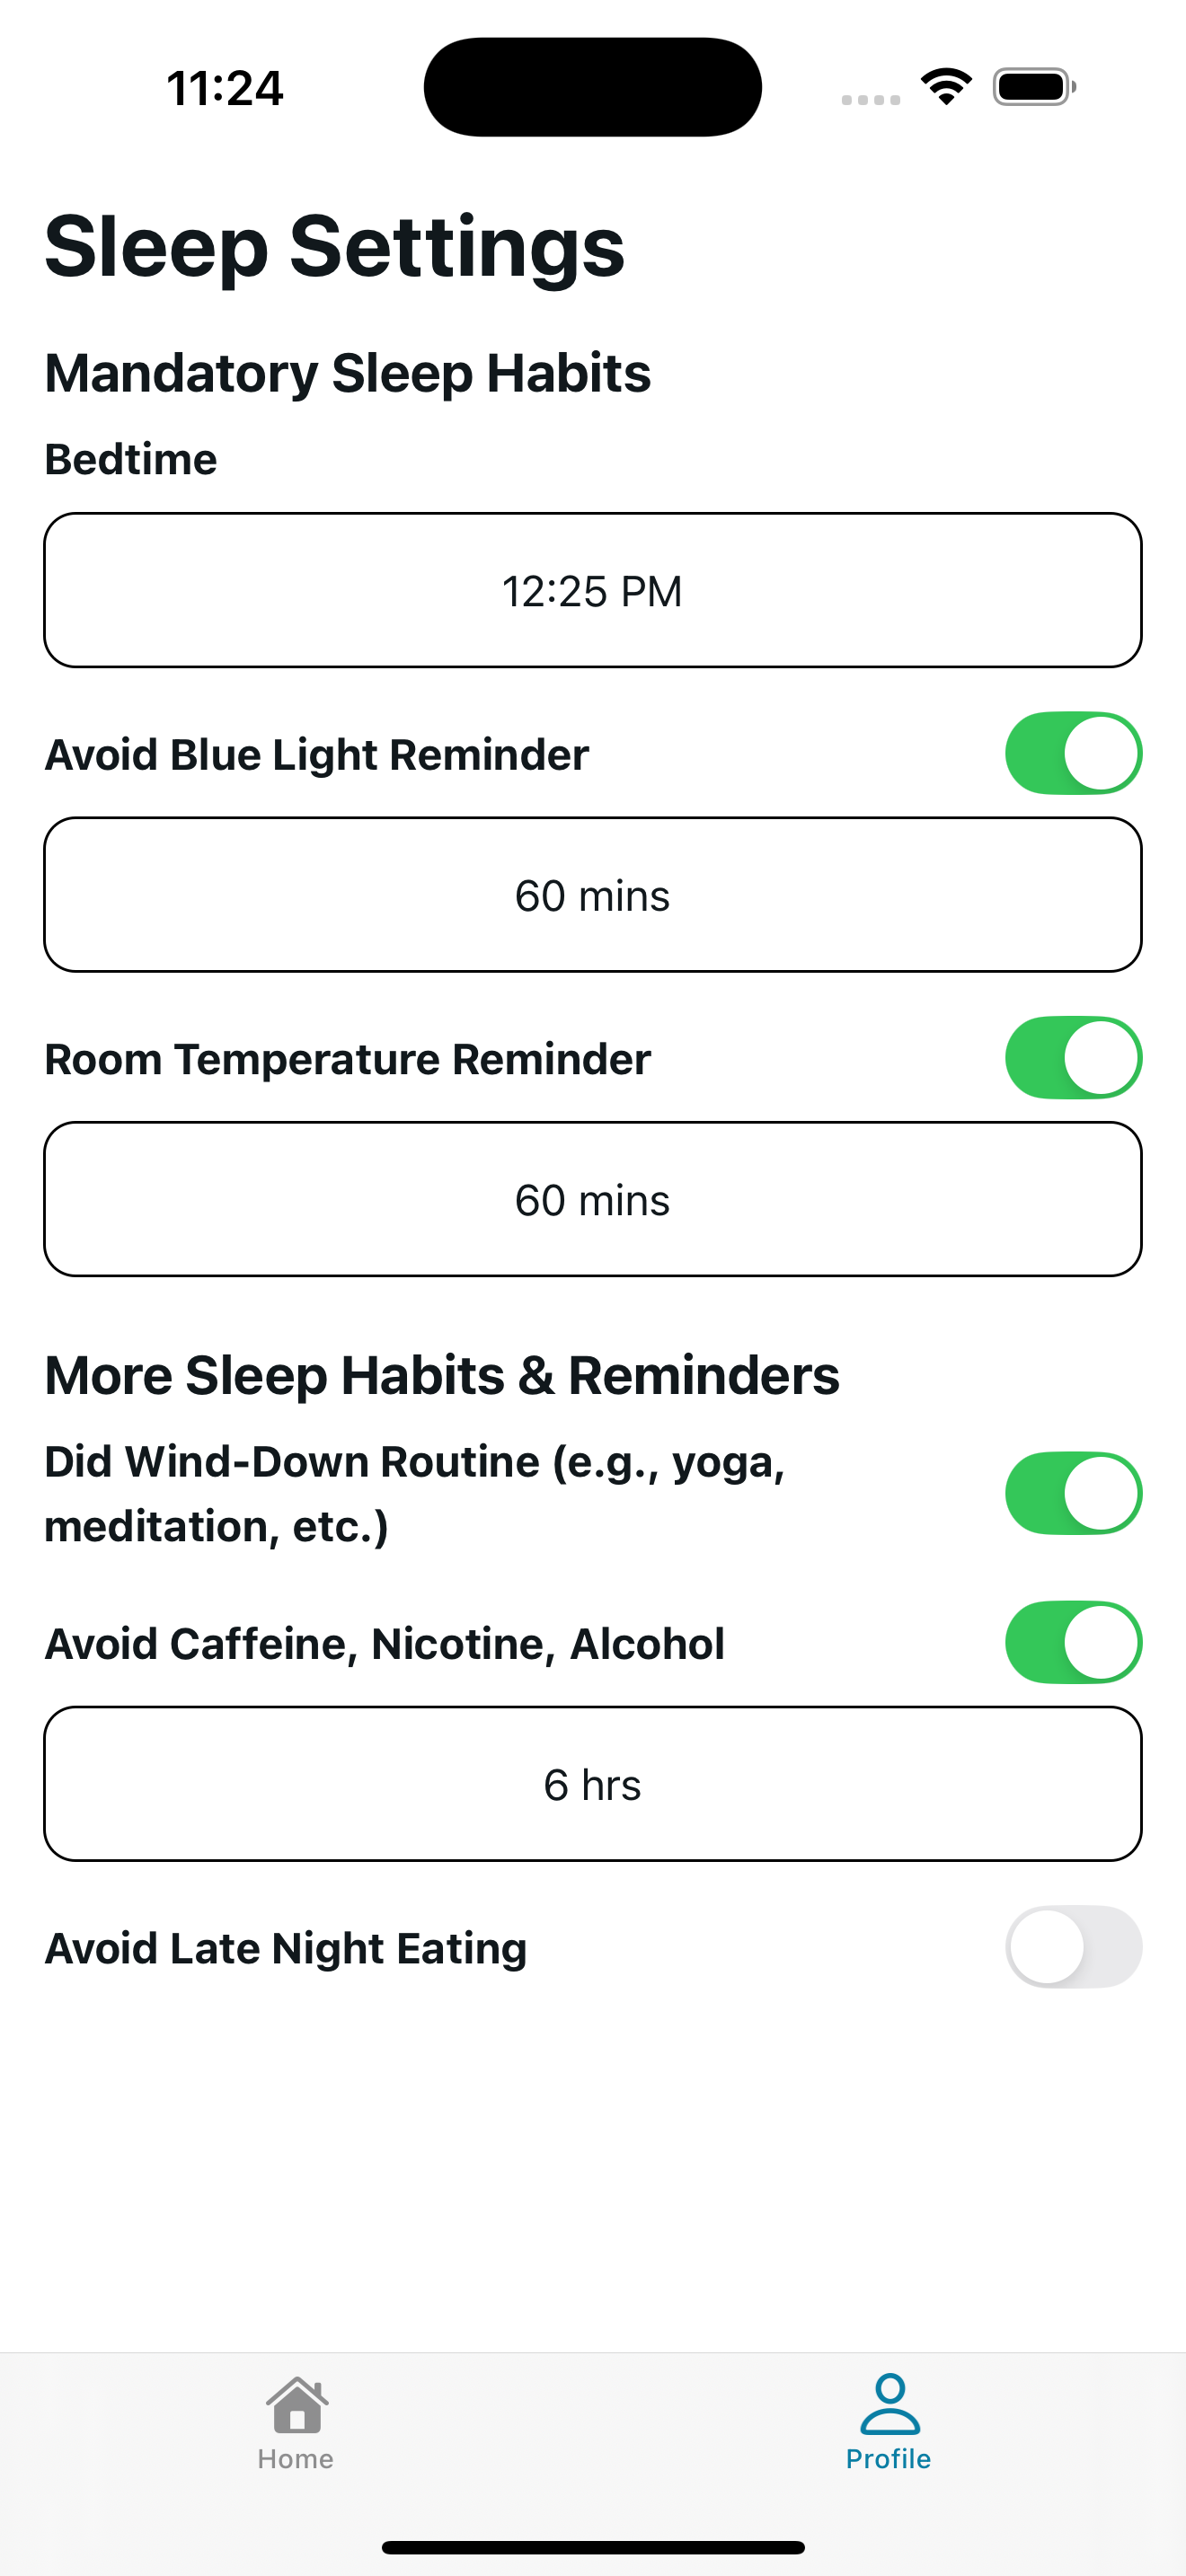 11:24
Sleep Settings
Mandatory Sleep Habits
Bedtime
12:25 PM
Avoid Blue Light Reminder
60 mins
Room Temperature Reminder
60 mins
More Sleep Habits & Reminders
Did Wind-Down Routine (e.g., yoga,
meditation, etc.)
Avoid Caffeine, Nicotine, Alcohol
6 hrs
Avoid Late Night Eating
Home
Profile